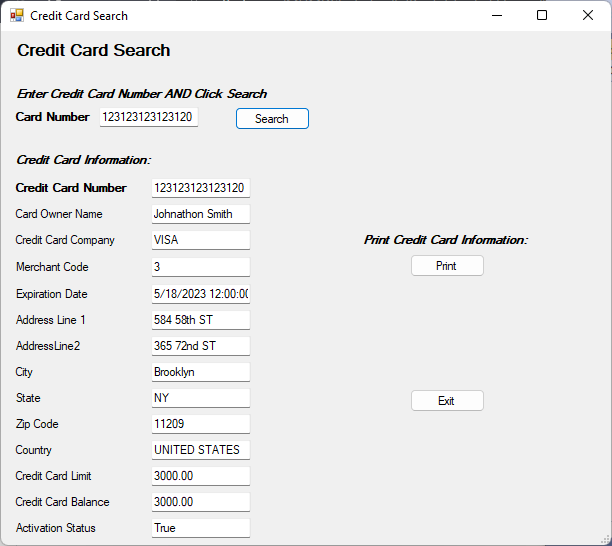 Credit Card Search
Credit Card Search
Enter Credit Card Number AND Click Search
Card Number 123123123123120 Search
Credit Card Information:
Credit Card Number 123123123123120
Card Owner Name Johnathon Smith
Credit Card Company VISA
Print Credit Card Information:
Merchant Code 3
Print
Expiration Date 5/18/2023 12:00:00
Address Line 1 584 58th ST
AddressLine2 365 72nd ST
City Brooklyn
State NY
Exit
Zip Code 11209
Country UNITED STATES
Credit Card Limit 3000.00
Credit Card Balance 3000.00
Activation Status True